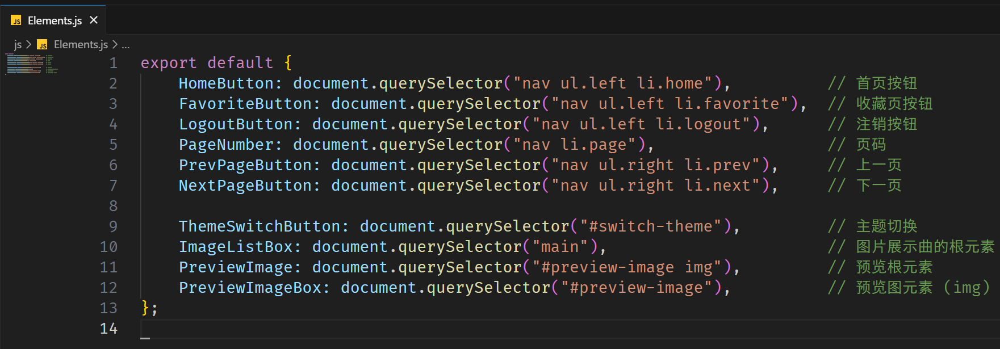 JS Elements.js ×
js > JS Elements.js > ...
1 export default {
2 HomeButton: document.querySelector("nav ul.left li.home"), // 首页按钮
3 FavoriteButton: document.querySelector("nav ul.left li.favorite"), // 收藏页按钮
4 LogoutButton: document.querySelector("nav ul.left li.logout"), // 注销按钮
5 PageNumber: document.querySelector("nav li.page"), // 页码
6 PrevPageButton: document.querySelector("nav ul.right li.prev"), // 上一页
7 NextPageButton: document.querySelector("nav ul.right li.next"), // 下一页
8
9 ThemeSwitchButton: document.querySelector("#switch-theme"), // 主题切换
10 ImageListBox: document.querySelector("main"), // 图片展示曲的根元素
11 PreviewImage: document.querySelector("#preview-image img"), // 预览根元素
12 PreviewImageBox: document.querySelector("#preview-image"), // 预览图元素（img）
13 };
14